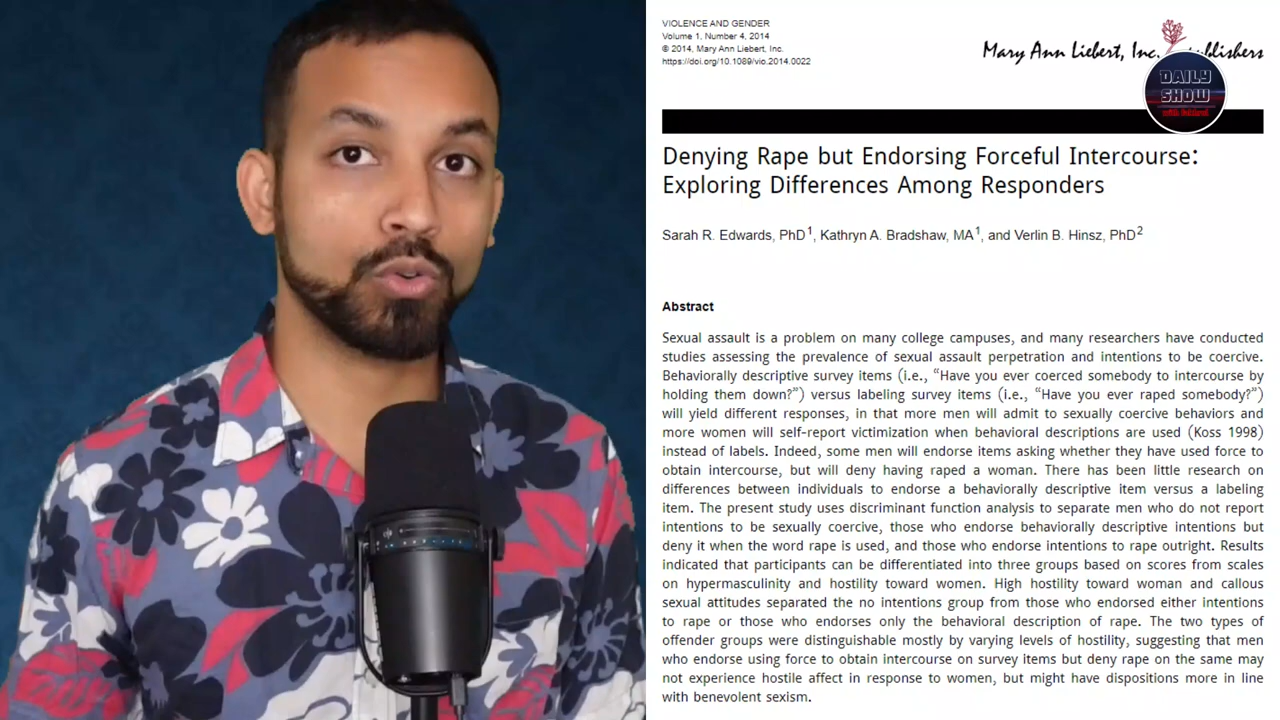 VIOLENCE AND GENDER
Volume 1, Number 4, 2014
© 2014, Mary Ann Liebert, Inc.
https://doi.org/10.1089/vio.2014.0022
Mary Ann Liebert, Inc.
DAILY
SHOW
Denying Rape but Endorsing Forceful Intercourse:
Exploring Differences Among Responders
Sarah R. Edwards, PhD1, Kathryn A. Bradshaw, MA1, and Verlin B. Hinsz, PhD2
Abstract
Sexual assault is a problem on many college campuses, and many researchers have conducted
studies assessing the prevalence of sexual assault perpetration and intentions to be coercive.
Behaviorally descriptive survey items (i.e., “Have you ever coerced somebody to intercourse by
holding them down?”) versus labeling survey items (i.e., “Have you ever raped somebody?”)
will yield different responses, in that more men will admit to sexually coercive behaviors and
more women will self-report victimization when behavioral descriptions are used (Koss 1998)
instead of labels. Indeed, some men will endorse items asking whether they have used force to
obtain intercourse, but will deny having raped a woman. There has been little research on
differences between individuals to endorse a behaviorally descriptive item versus a labeling
item. The present study uses discriminant function analysis to separate men who do not report
intentions to be sexually coercive, those who endorse behaviorally descriptive intentions but
deny it when the word rape is used, and those who endorse intentions to rape outright. Results
indicated that participants can be differentiated into three groups based on scores from scales
on hypermasculinity and hostility toward women. High hostility toward woman and callous
sexual attitudes separated the no intentions group from those who endorsed either intentions
to rape or those who endorses only the behavioral description of rape. The two types of
offender groups were distinguishable mostly by varying levels of hostility, suggesting that men
who endorse using force to obtain intercourse on survey items but deny rape on the same may
not experience hostile affect in response to women, but might have dispositions more in line
with benevolent sexism.